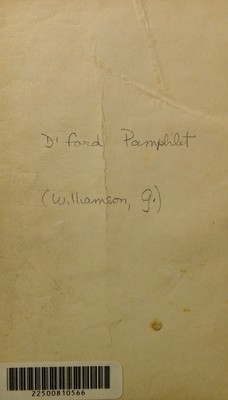 D' ford Pamphlet
(Williamson, G.)
22500810566